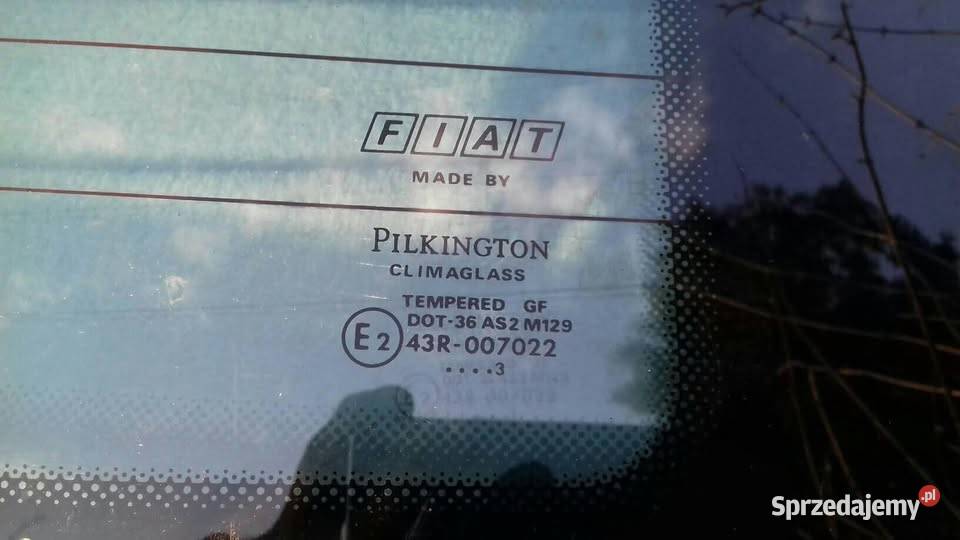 FIAT
MADE BY
PILKINGTON
CLIMAGLASS
TEMPERED GF
DOT-36 AS2 M129
E2 43R-007022
....3
Sprzedajemy.pl